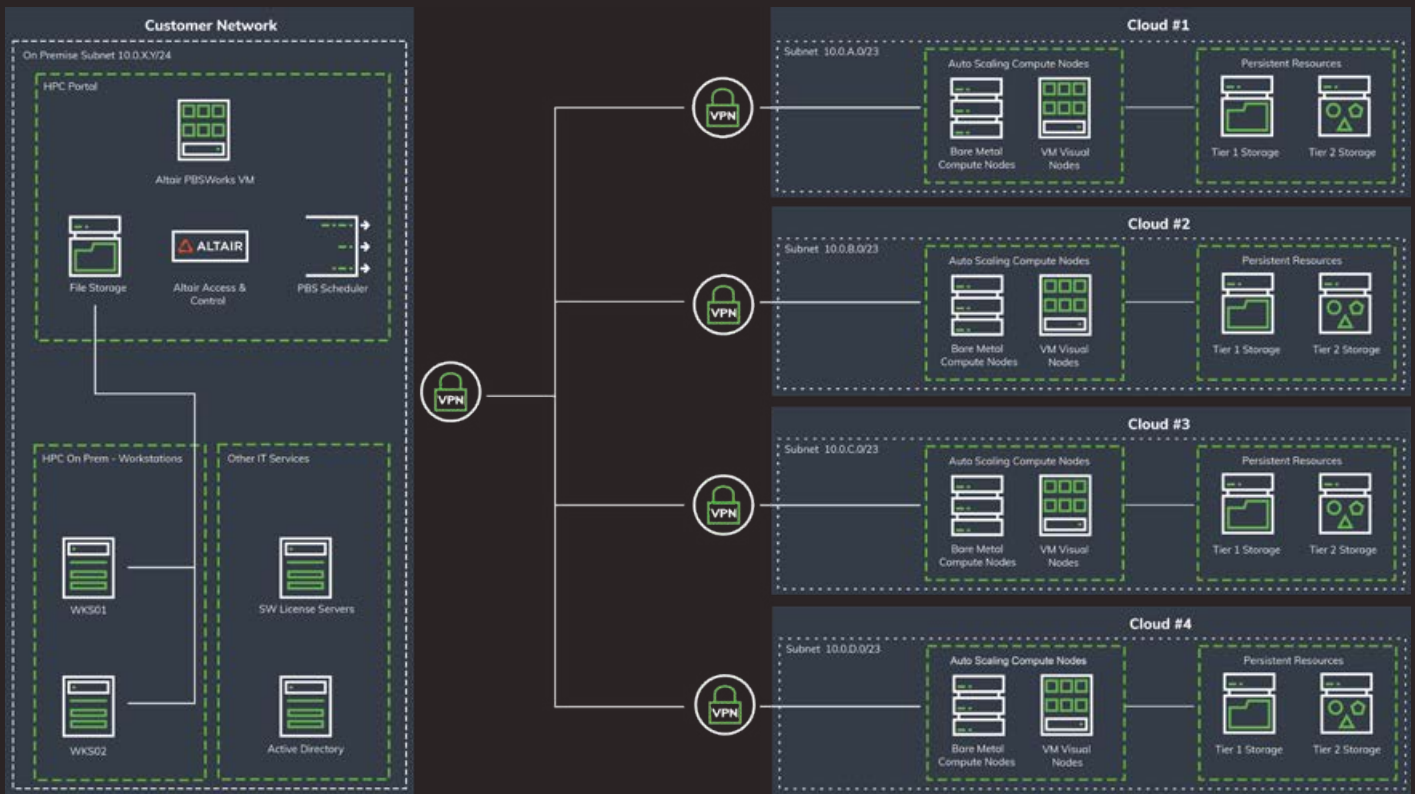 Customer Network
On Premise Subnet 10.0.X.Y/24
HPC Portal
Altair PBSWorks VM
File Storage
ALTAIR
Altair Access &
Control
PBS Scheduler
HPC On Prem - Workstations
WKS01
WKS02
Other IT Services
SW License Servers
Active Directory
VPN
VPN
VPN
VPN
VPN
Cloud #1
Subnet 10.0.A.0/23
Auto Scaling Compute Nodes
Bare Metal
Compute Nodes
VM Visual
Nodes
Persistent Resources
Tier 1 Storage
Tier 2 Storage
Cloud #2
Subnet 10.0.B.0/23
Auto Scaling Compute Nodes
Bare Metal
Compute Nodes
VM Visual
Nodes
Persistent Resources
Tier 1 Storage
Tier 2 Storage
Cloud #3
Subnet 10.0.C.0/23
Auto Scaling Compute Nodes
Bare Metal
Compute Nodes
VM Visual
Nodes
Persistent Resources
Tier 1 Storage
Tier 2 Storage
Cloud #4
Subnet 10.0.D.0/23
Auto Scaling Compute Nodes
Bare Metal
Compute Nodes
VM Visual
Nodes
Persistent Resources
Tier 1 Storage
Tier 2 Storage